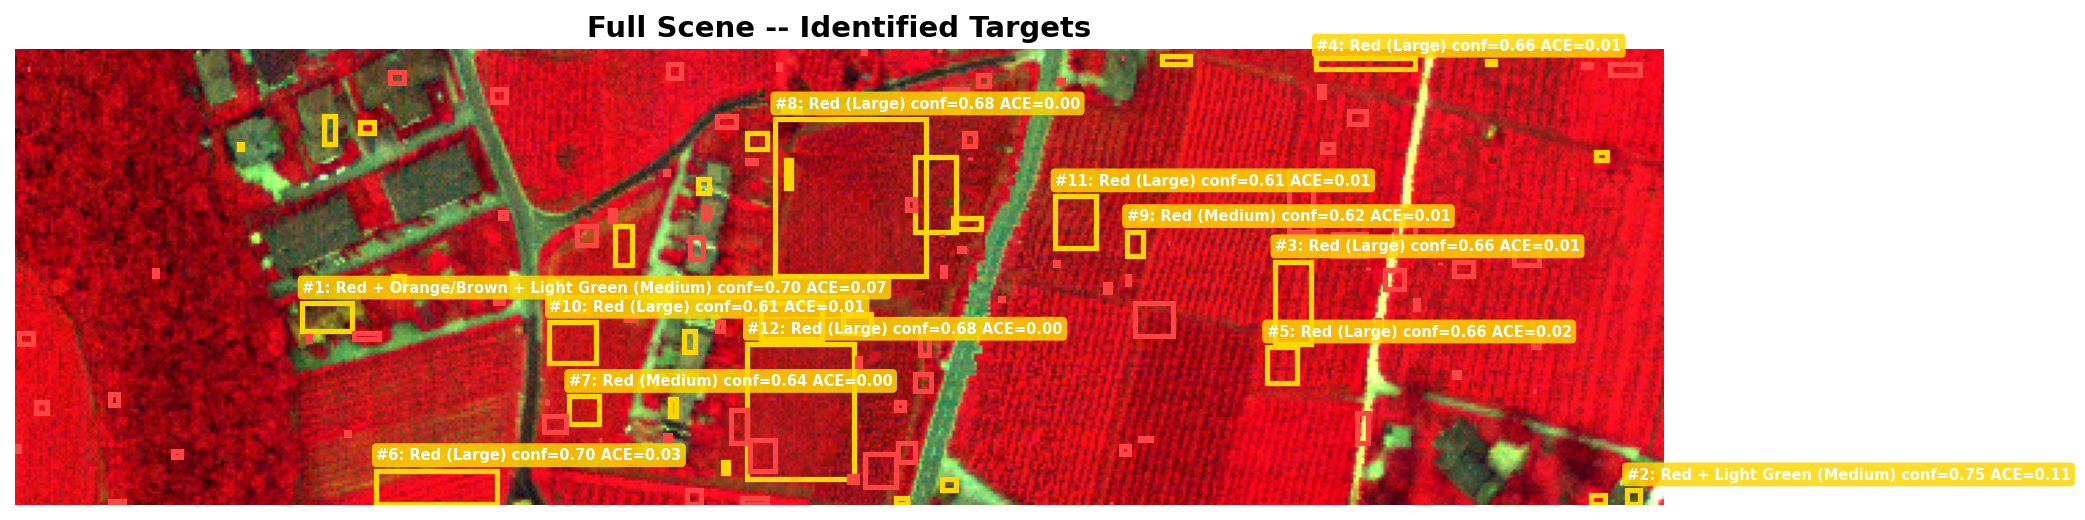 Full Scene -- Identified Targets
#4: Red (Large) conf=0.66 ACE=0.01
#8: Red (Large) conf=0.68 ACE=0.00
#11: Red (Large) conf=0.61 ACE=0.01
#9: Red (Medium) conf=0.62 ACE=0.01
#3: Red (Large) conf=0.66 ACE=0.01
#1: Red + Orange/Brown + Light Green (Medium) conf=0.70 ACE=0.07
#10: Red (Large) conf=0.61 ACE=0.01
#12: Red (Large) conf=0.68 ACE=0.00
#5: Red (Large) conf=0.66 ACE=0.02
#7: Red (Medium) conf=0.64 ACE=0.00
#6: Red (Large) conf=0.70 ACE=0.03
#2: Red + Light Green (Medium) conf=0.75 ACE=0.11